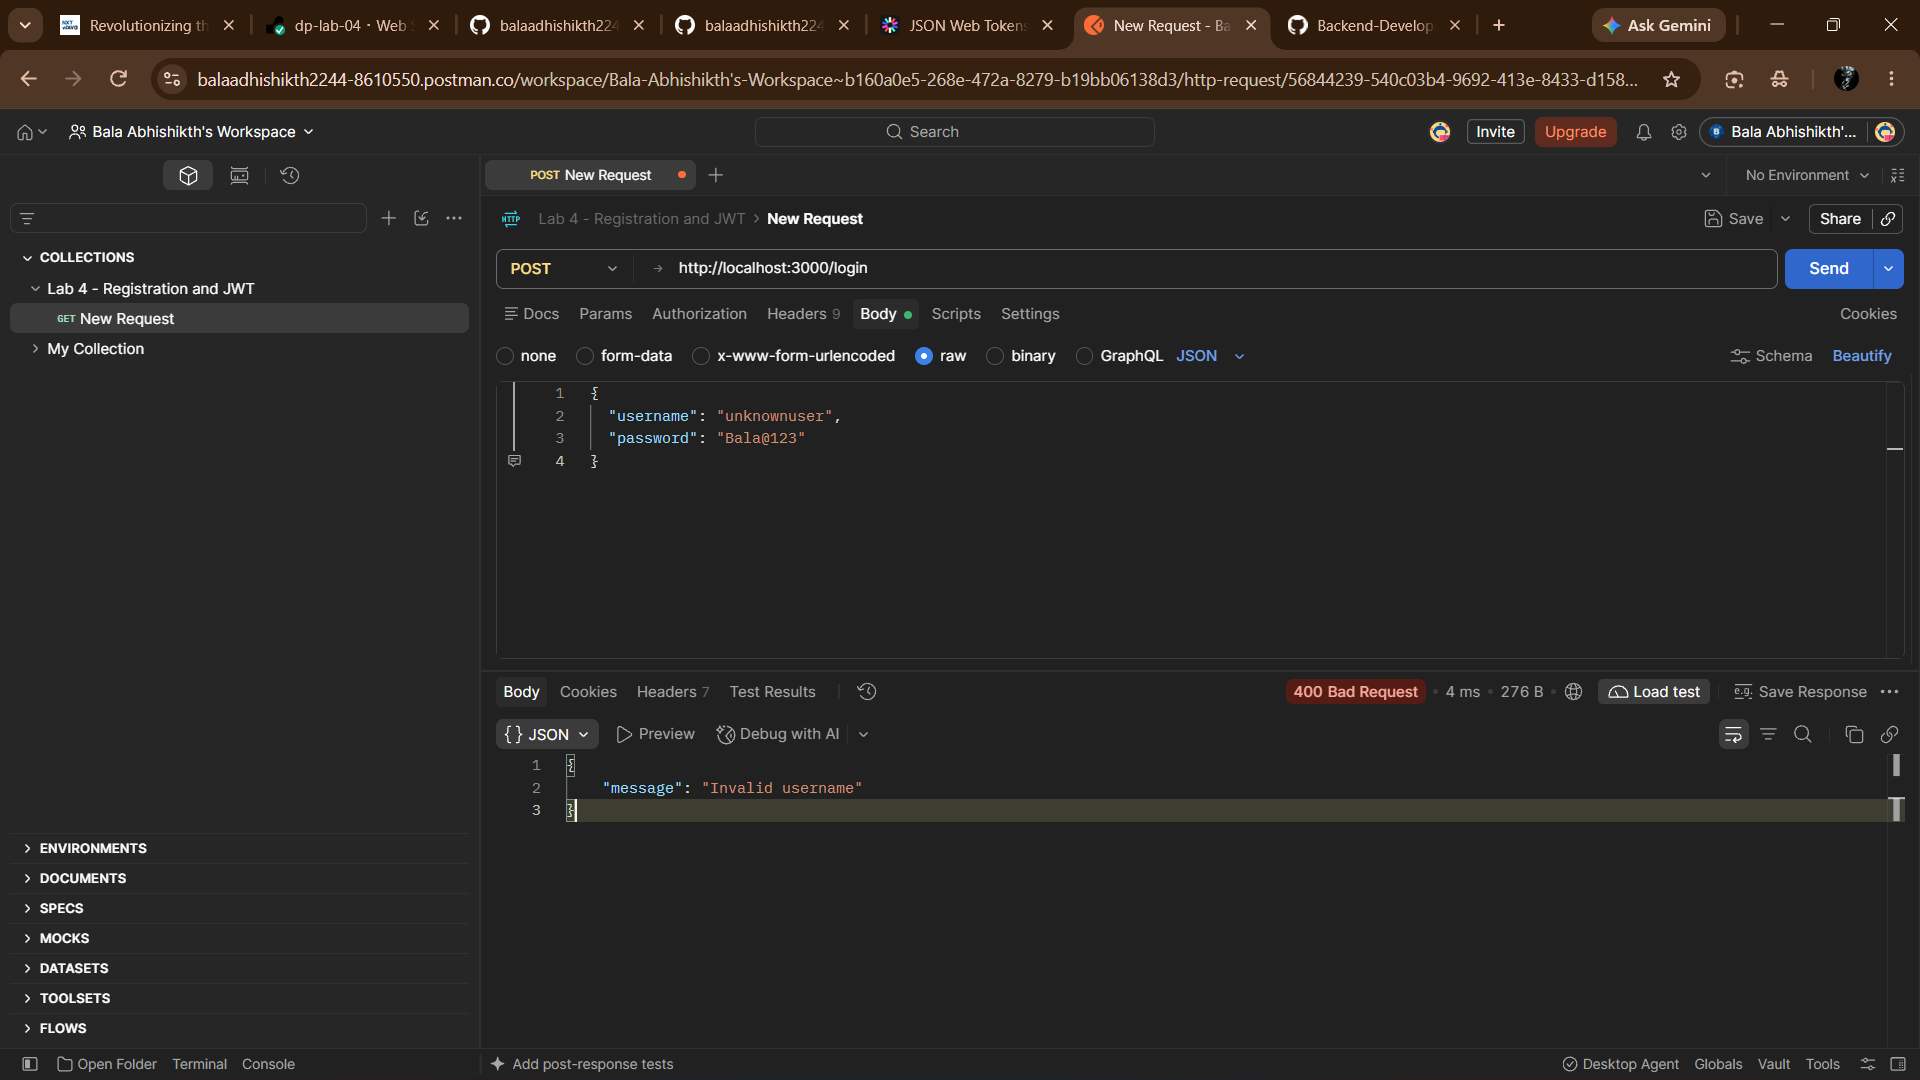 Revolutionizing th
dp-lab-04 · Web S
balaadhishikth224
balaadhishikth224
JSON Web Tokens
New Request - Ba
Backend-Develop
Ask Gemini
balaadhishikth2244-8610550.postman.co/workspace/Bala-Abhishikth's-Workspace~b160a0e5-268e-472a-8279-b19bb06138d3/http-request/56844239-540c03b4-9692-413e-8433-d158...
Bala Abhishikth's Workspace
Search
Invite
Upgrade
Bala Abhishikth'...
POST New Request
No Environment
HTTP Lab 4 - Registration and JWT > New Request
Save
Share
COLLECTIONS
Lab 4 - Registration and JWT
GET New Request
My Collection
POST
http://localhost:3000/login
Send
Docs Params Authorization Headers 9 Body Scripts Settings
Cookies
none form-data x-www-form-urlencoded raw binary GraphQL JSON
Schema Beautify
1 {
2 "username": "unknownuser",
3 "password": "Bala@123"
4 }
Body Cookies Headers 7 Test Results
400 Bad Request • 4 ms • 276 B
Load test
e.g. Save Response
{} JSON Preview Debug with AI
1 {
2 "message": "Invalid username"
3 }
ENVIRONMENTS
DOCUMENTS
SPECS
MOCKS
DATASETS
TOOLSETS
FLOWS
Open Folder Terminal Console
Add post-response tests
Desktop Agent Globals Vault Tools